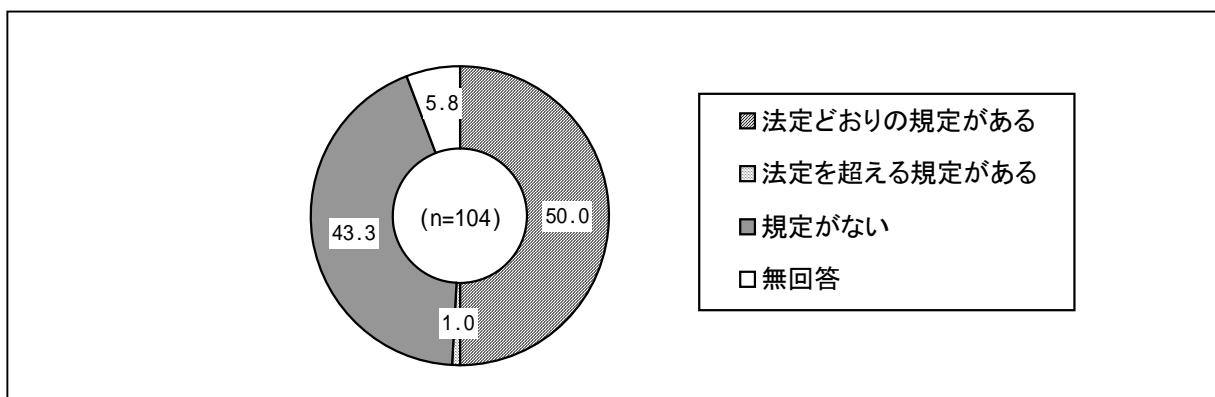 5.8
50.0
(n=104)
43.3
1.0
法定どおりの規定がある
法定を超える規定がある
規定がない
無回答